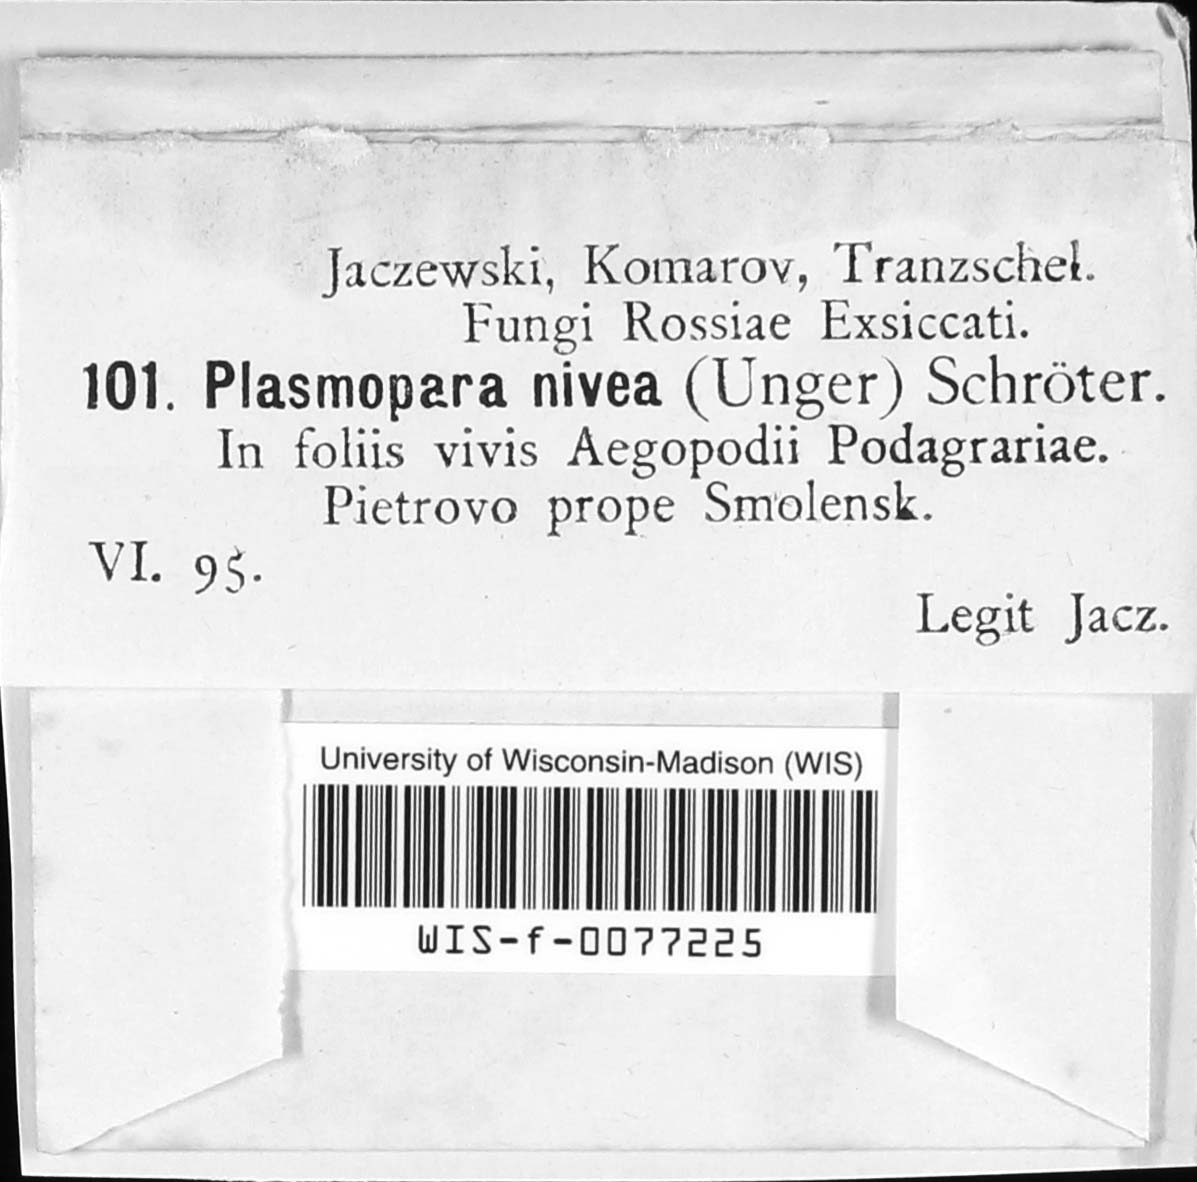 Jaczewski, Komarov, Tranzschel.
Fungi Rossiae Exsiccati.
101. Plasmopara nivea (Unger) Schröter.
In foliis vivis Aegopodii Podagrariae.
Pietrovo prope Smolensk.
VI. 95.
Legit Jacz.
University of Wisconsin-Madison (WIS)
WIS-f-0077225